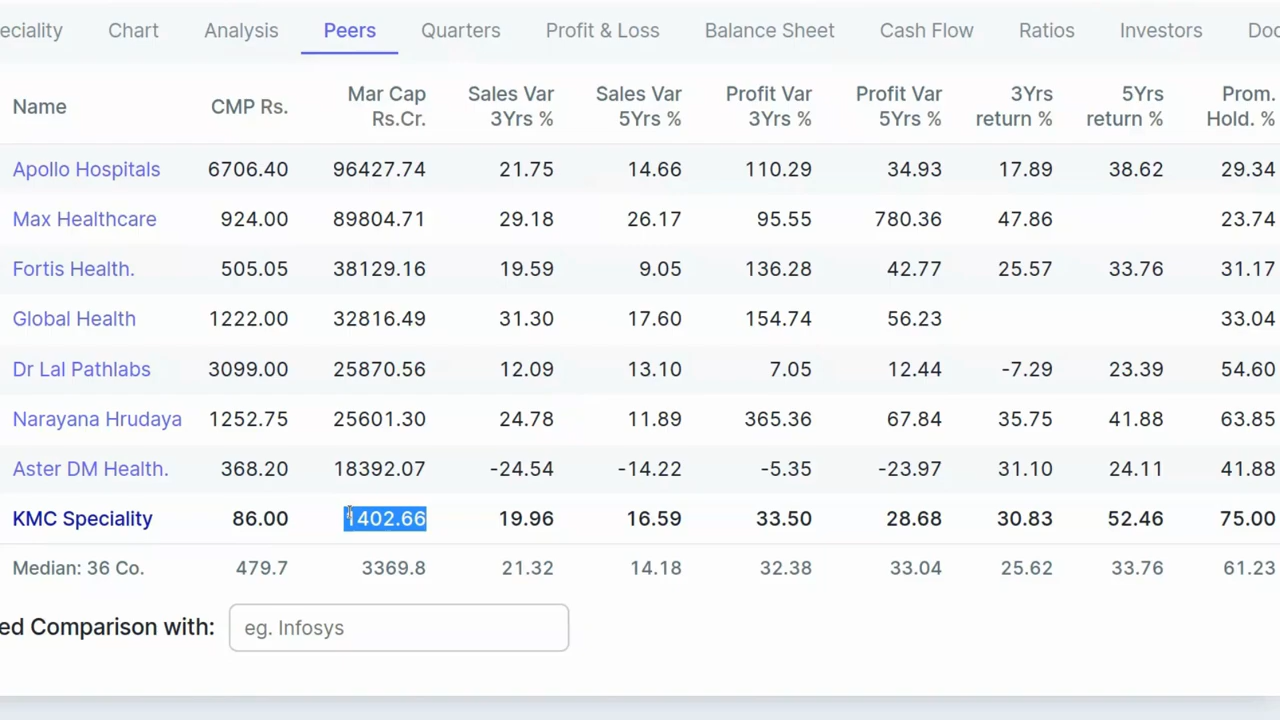 eciality Chart Analysis Peers Quarters Profit & Loss Balance Sheet Cash Flow Ratios Investors Doc
Name CMP Rs. Mar Cap Rs.Cr. Sales Var 3Yrs % Sales Var 5Yrs % Profit Var 3Yrs % Profit Var 5Yrs % 3Yrs return % 5Yrs return % Prom. Hold. %
Apollo Hospitals 6706.40 96427.74 21.75 14.66 110.29 34.93 17.89 38.62 29.34
Max Healthcare 924.00 89804.71 29.18 26.17 95.55 780.36 47.86 23.74
Fortis Health. 505.05 38129.16 19.59 9.05 136.28 42.77 25.57 33.76 31.17
Global Health 1222.00 32816.49 31.30 17.60 154.74 56.23 33.04
Dr Lal Pathlabs 3099.00 25870.56 12.09 13.10 7.05 12.44 -7.29 23.39 54.60
Narayana Hrudaya 1252.75 25601.30 24.78 11.89 365.36 67.84 35.75 41.88 63.85
Aster DM Health. 368.20 18392.07 -24.54 -14.22 -5.35 -23.97 31.10 24.11 41.88
KMC Speciality 86.00 1402.66 19.96 16.59 33.50 28.68 30.83 52.46 75.00
Median: 36 Co. 479.7 3369.8 21.32 14.18 32.38 33.04 25.62 33.76 61.23
ed Comparison with: eg. Infosys